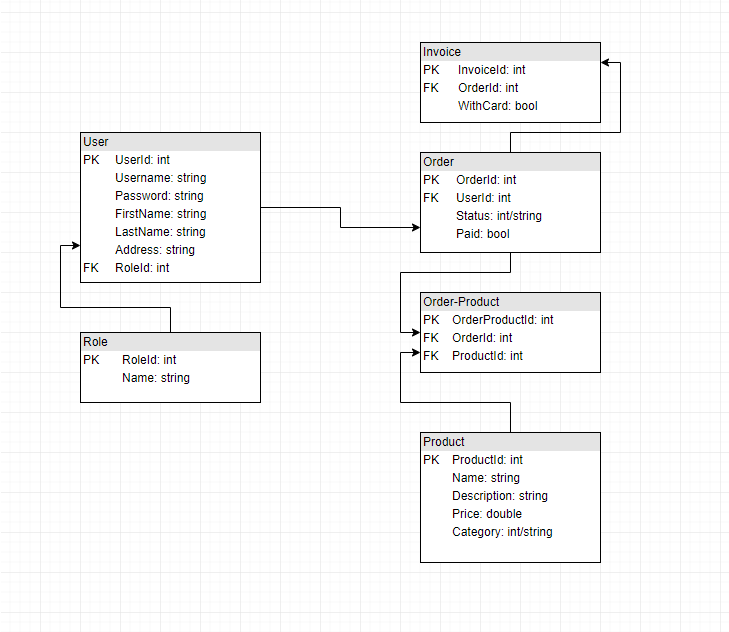 Invoice
PK InvoiceId: int
FK OrderId: int
WithCard: bool
User
PK UserId: int
Username: string
Password: string
FirstName: string
LastName: string
Address: string
FK RoleId: int
Order
PK OrderId: int
FK UserId: int
Status: int/string
Paid: bool
Order-Product
PK OrderProductId: int
FK OrderId: int
FK ProductId: int
Role
PK RoleId: int
Name: string
Product
PK ProductId: int
Name: string
Description: string
Price: double
Category: int/string